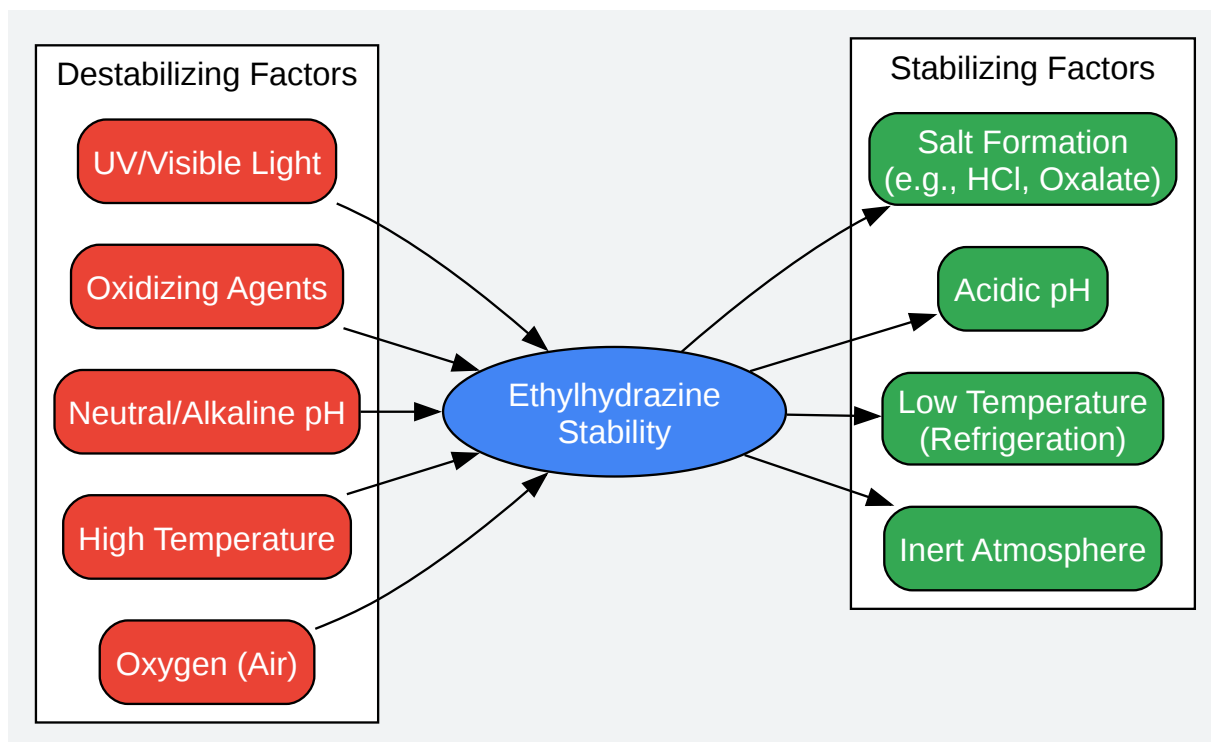 Destabilizing Factors
UV/Visible Light
Oxidizing Agents
Neutral/Alkaline pH
High Temperature
Oxygen (Air)
Ethylhydrazine
Stability
Stabilizing Factors
Salt Formation
(e.g., HCl, Oxalate)
Acidic pH
Low Temperature
(Refrigeration)
Inert Atmosphere